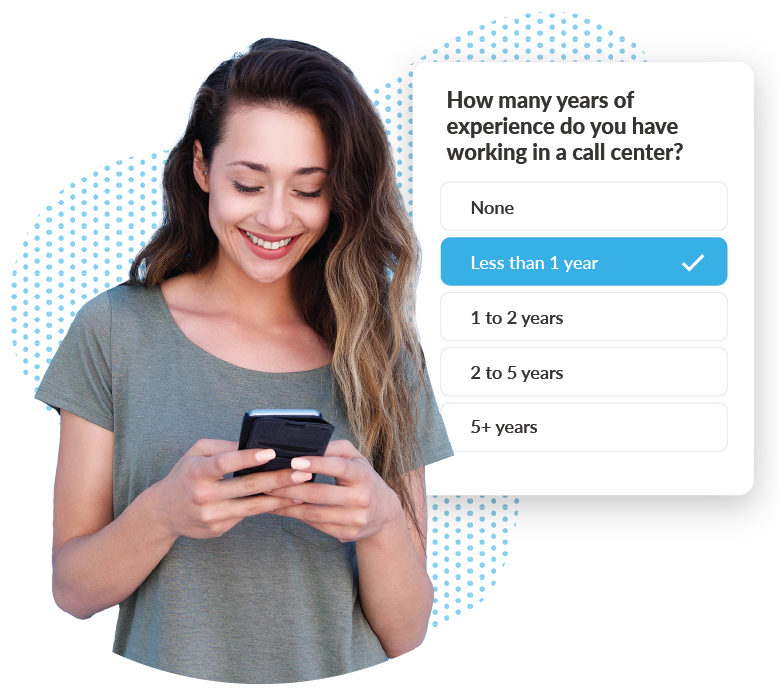 How many years of
experience do you have
working in a call center?
None
Less than 1 year
1 to 2 years
2 to 5 years
5+ years